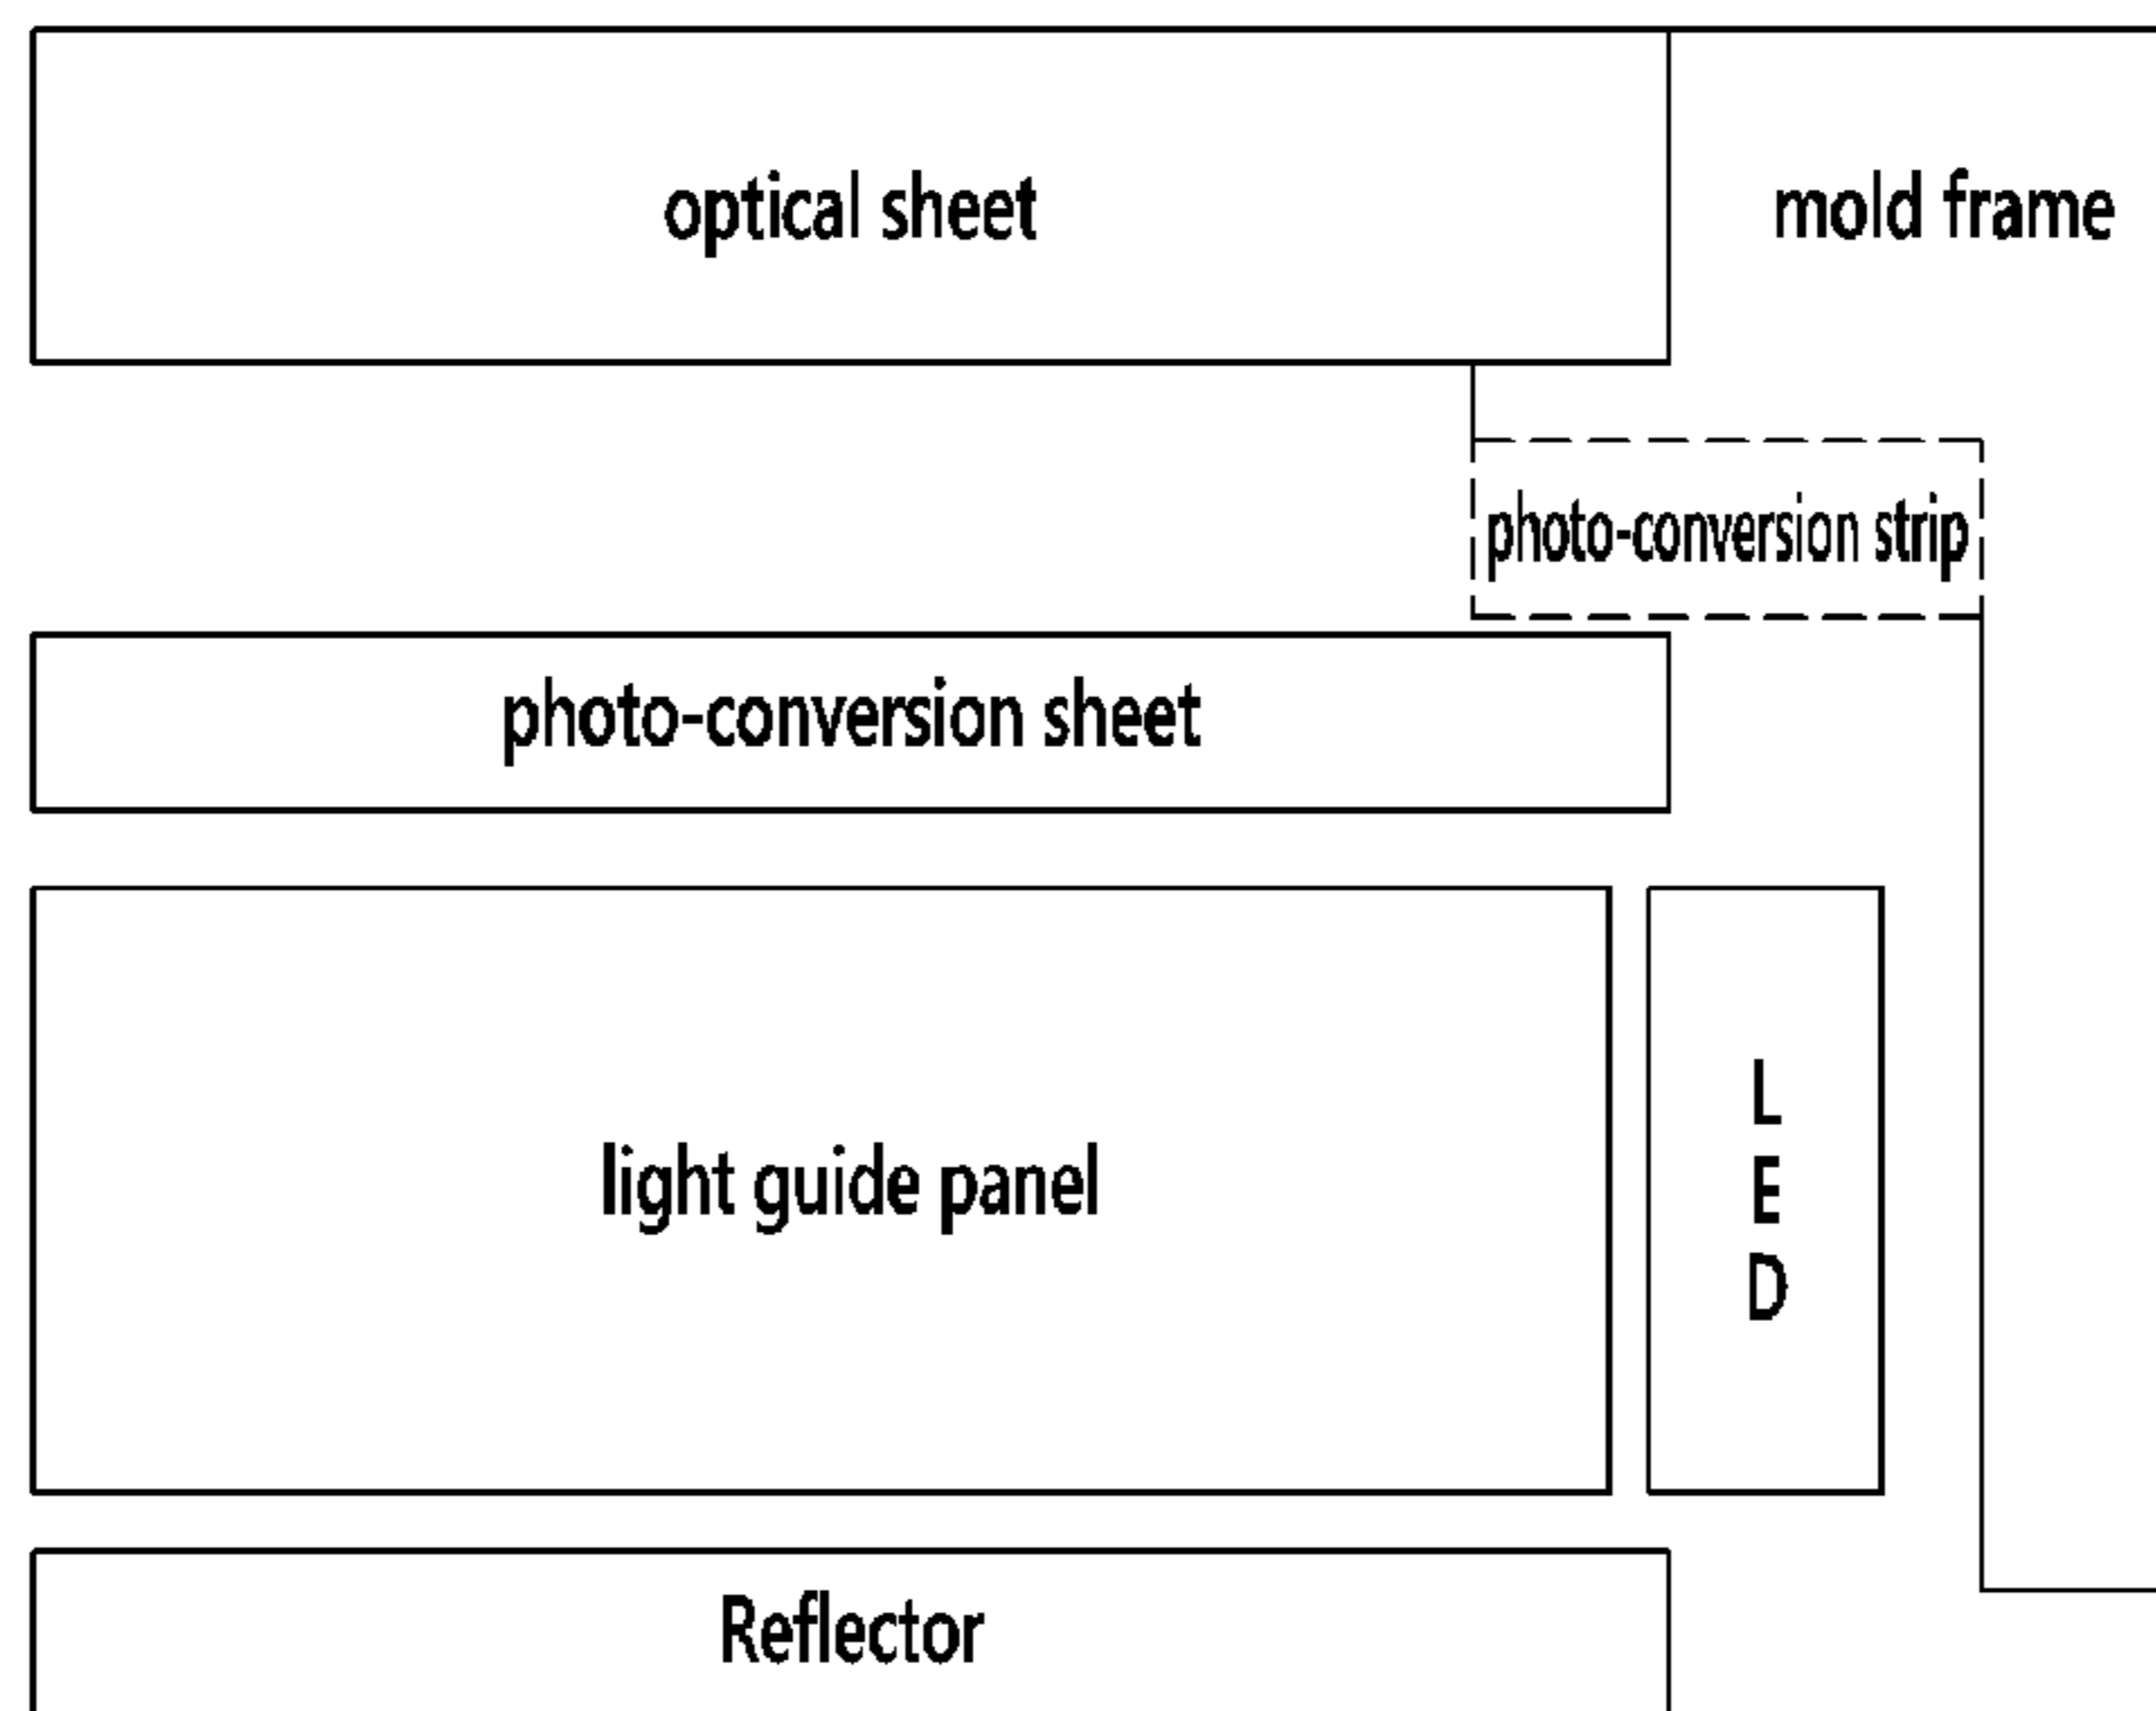 optical sheet
mold frame
photo-conversion strip
photo-conversion sheet
light guide panel
L
E
D
Reflector